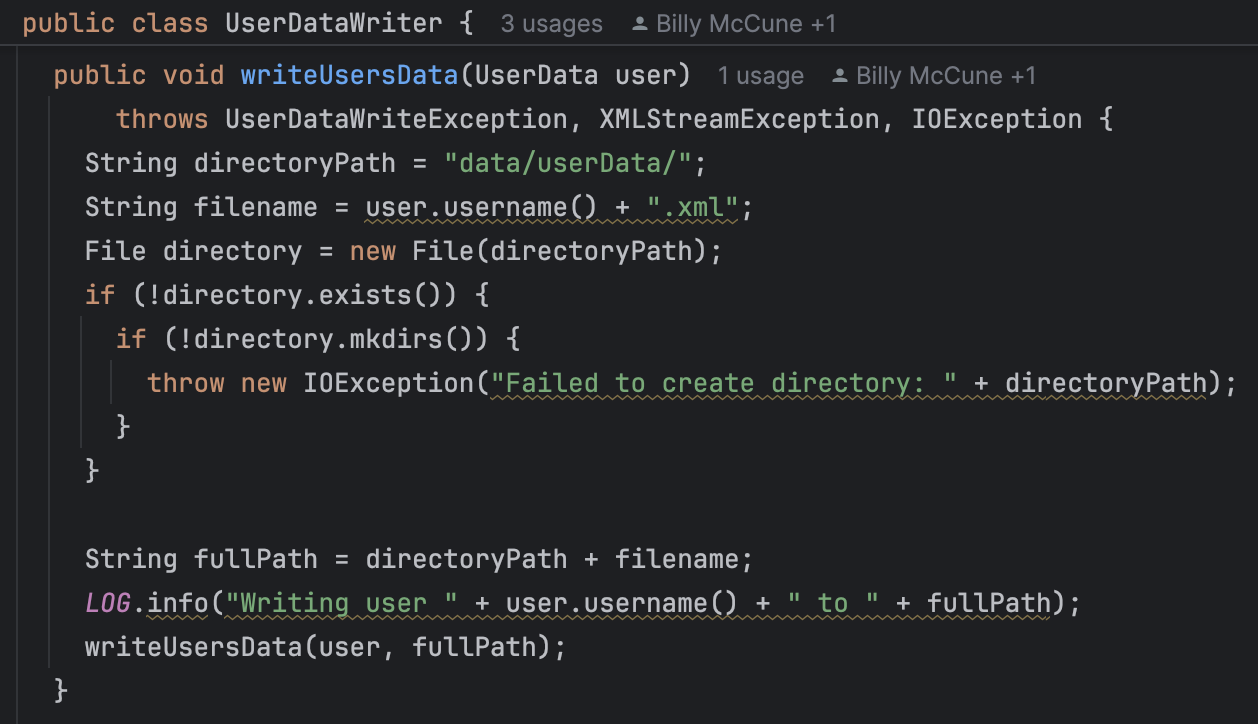 public class UserDataWriter {  3 usages  Billy McCune +1
public void writeUsersData(UserData user)  1 usage  Billy McCune +1
throws UserDataWriteException, XMLStreamException, IOException {
String directoryPath = "data/userData/";
String filename = user.username() + ".xml";
File directory = new File(directoryPath);
if (!directory.exists()) {
if (!directory.mkdirs()) {
throw new IOException("Failed to create directory: " + directoryPath);
}
}
String fullPath = directoryPath + filename;
LOG.info("Writing user " + user.username() + " to " + fullPath);
writeUsersData(user, fullPath);
}